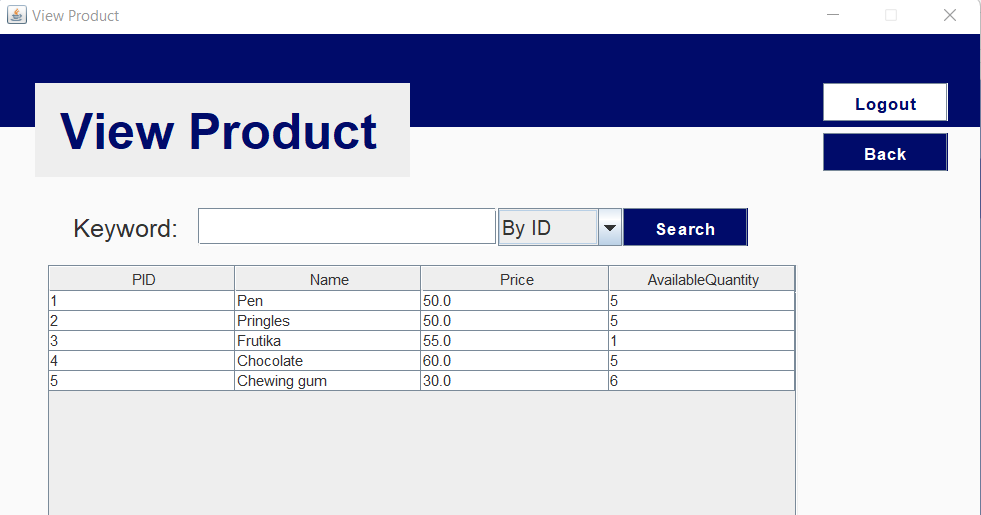 View Product
View Product
Logout
Back
Keyword: By ID Search
PID Name Price AvailableQuantity
1 Pen 50.0 5
2 Pringles 50.0 5
3 Frutika 55.0 1
4 Chocolate 60.0 5
5 Chewing gum 30.0 6